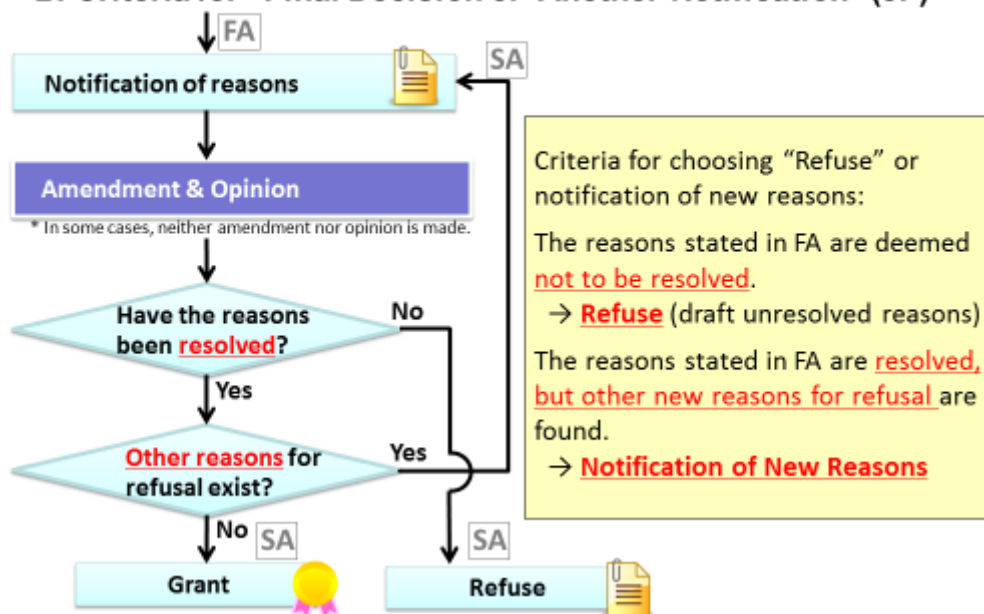 FA
SA
Notification of reasons
Amendment & Opinion
* In some cases, neither amendment nor opinion is made.
Have the reasons
been resolved?
No
Yes
Other reasons for
refusal exist?
Yes
No
SA
SA
Grant
Refuse
Criteria for choosing “Refuse” or
notification of new reasons:
The reasons stated in FA are deemed
not to be resolved.
→ Refuse (draft unresolved reasons)
The reasons stated in FA are resolved,
but other new reasons for refusal are
found.
→ Notification of New Reasons